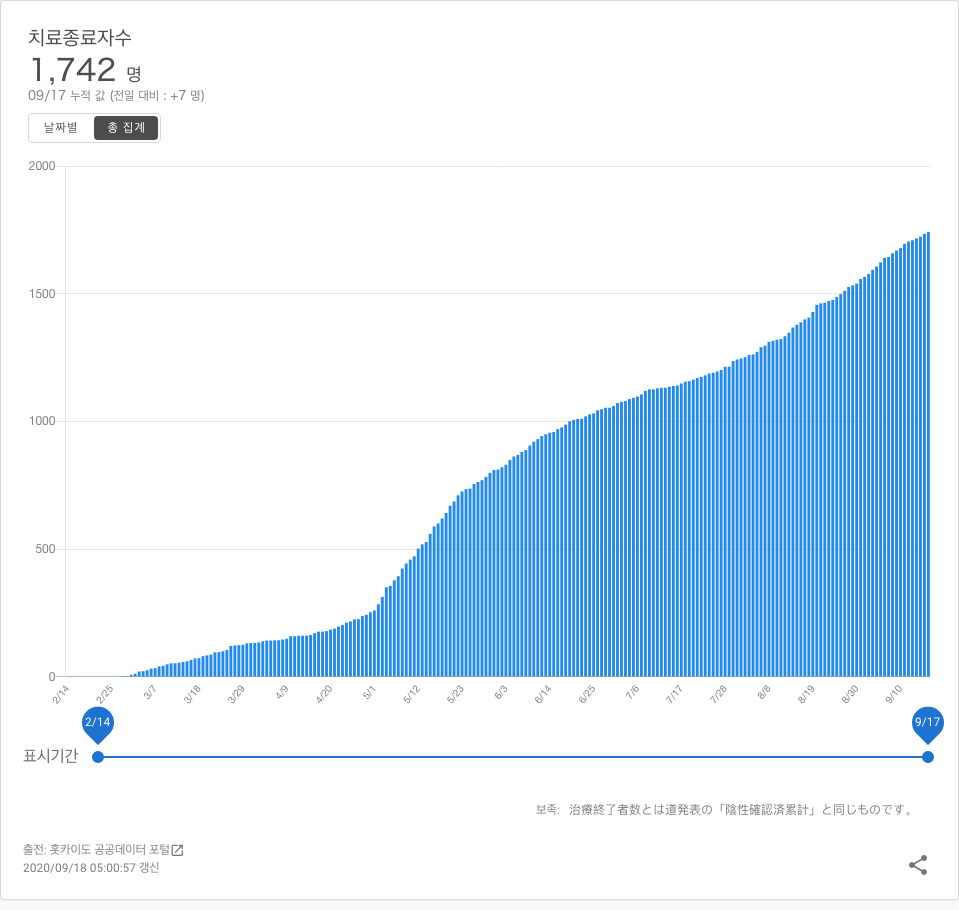 치료종료자수
1,742 명
09/17 누적 값 (전일 대비 : +7 명)
날짜별 총 집계
2000
1500
1000
500
0
2/14 2/25 3/7 3/18 3/29 4/9 4/20 5/1 5/12 5/23 6/3 6/14 6/25 7/6 7/17 7/28 8/8 8/19 8/30 9/10
2/14 9/17
표시기간
보족: 治療終了者数とは道発表の「陰性確認済累計」と同じものです。
출전: 홋카이도 공공데이터 포털
2020/09/18 05:00:57 갱신